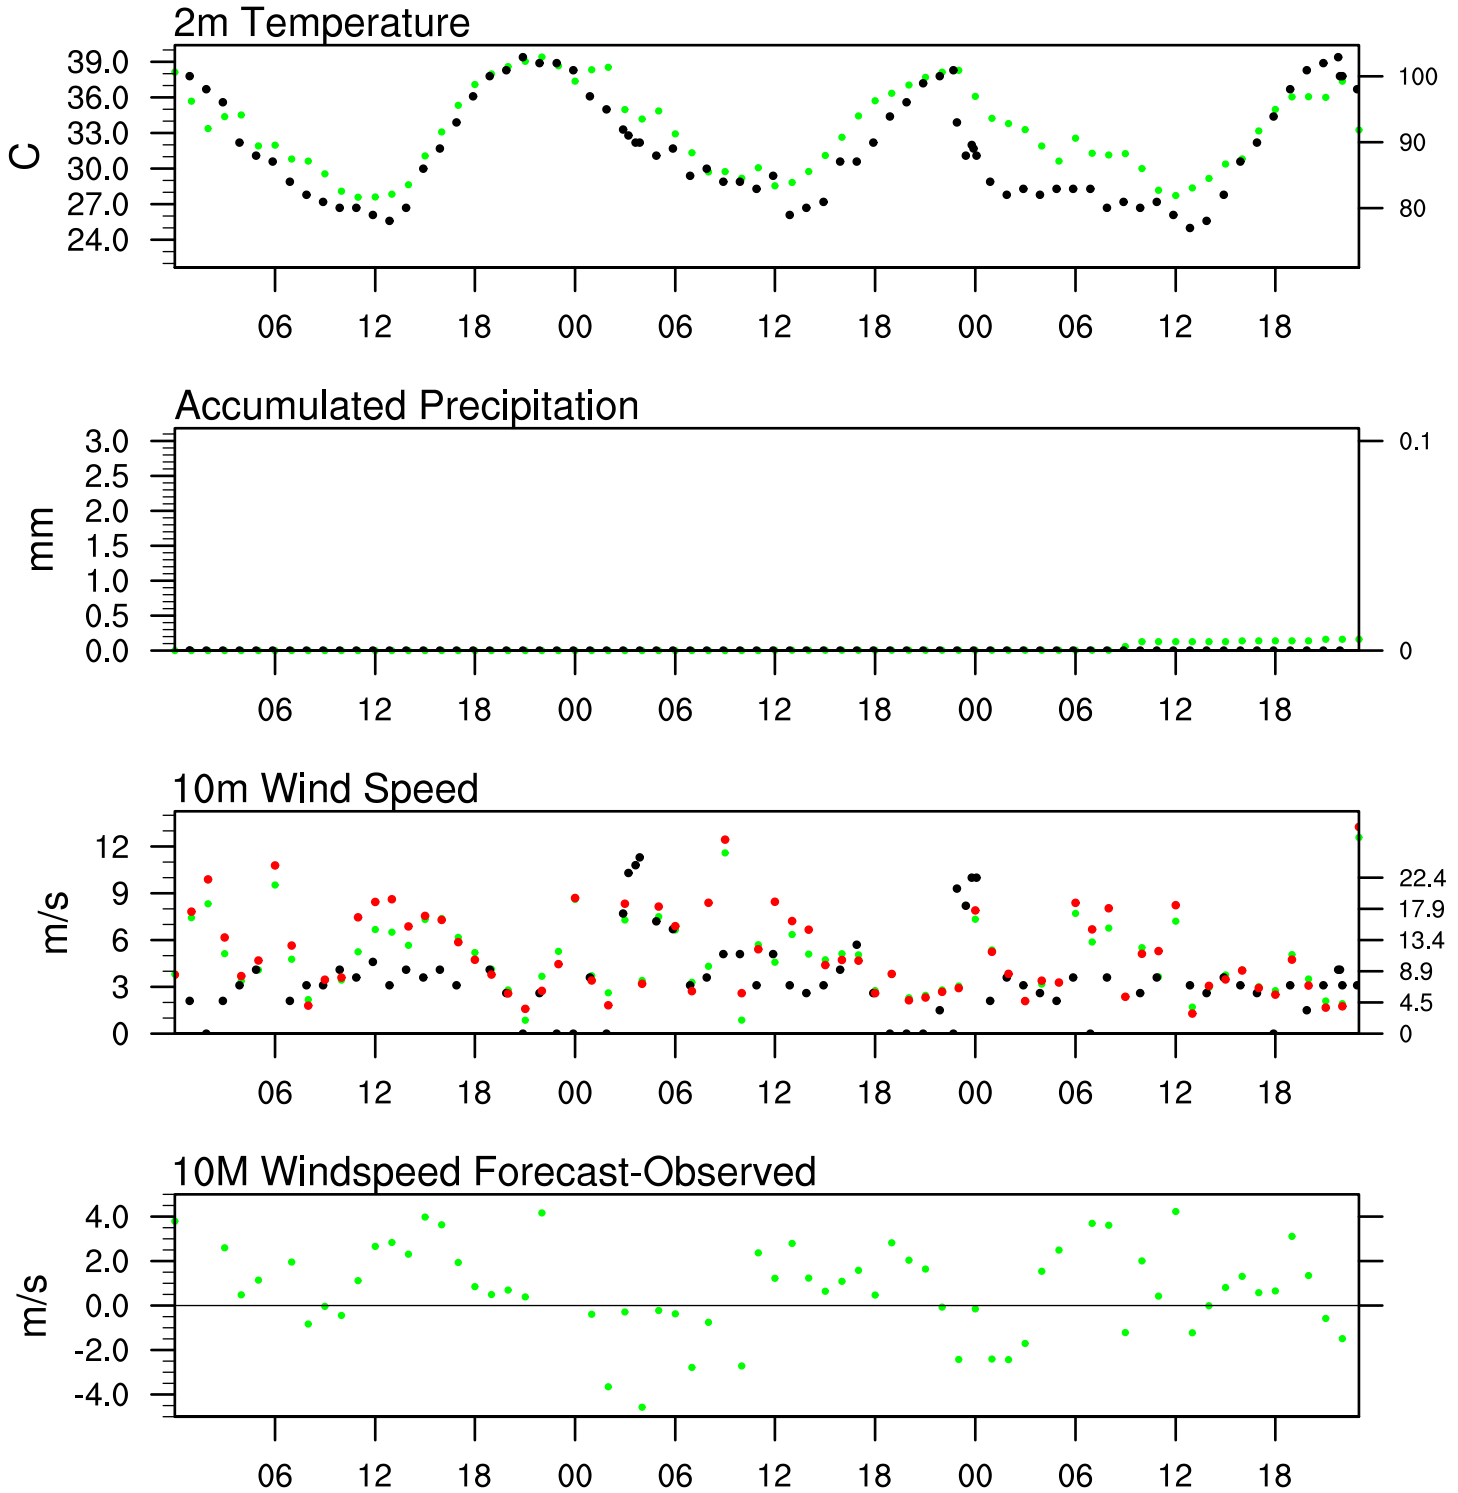 2m Temperature
39.0
36.0
33.0
30.0
27.0
24.0
C
100
90
80
06 12 18 00 06 12 18 00 06 12 18
Accumulated Precipitation
3.0
2.5
2.0
1.5
1.0
0.5
0.0
mm
0.1
0
06 12 18 00 06 12 18 00 06 12 18
10m Wind Speed
12
9
6
3
0
m/s
22.4
17.9
13.4
8.9
4.5
0
06 12 18 00 06 12 18 00 06 12 18
10M Windspeed Forecast-Observed
4.0
2.0
0.0
-2.0
-4.0
m/s
06 12 18 00 06 12 18 00 06 12 18